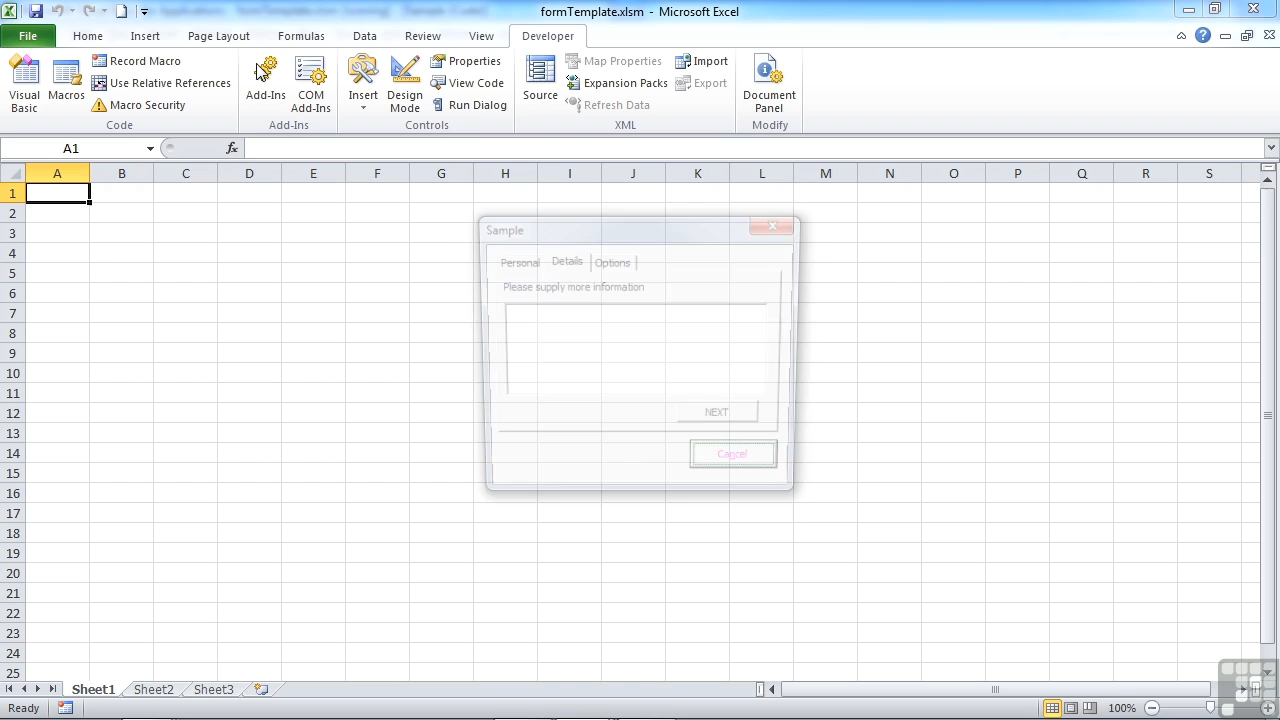 formTemplate.xlsm - Microsoft Excel
File Home Insert Page Layout Formulas Data Review View Developer
Visual Basic
Macros
Record Macro
Use Relative References
Macro Security
Code
Add-Ins
COM Add-Ins
Add-Ins
Insert
Design Mode
Properties
View Code
Run Dialog
Controls
Source
Map Properties
Expansion Packs
Refresh Data
Import
Export
XML
Document Panel
Modify
A1 fx
A B C D E F G H I J K L M N O P Q R S
1
2
3
4
5
6
7
8
9
10
11
12
13
14
15
16
17
18
19
20
21
22
23
24
25
Sample
Personal Details Options
Please supply more information
NEXT
Cancel
Sheet1 Sheet2 Sheet3
Ready 100%